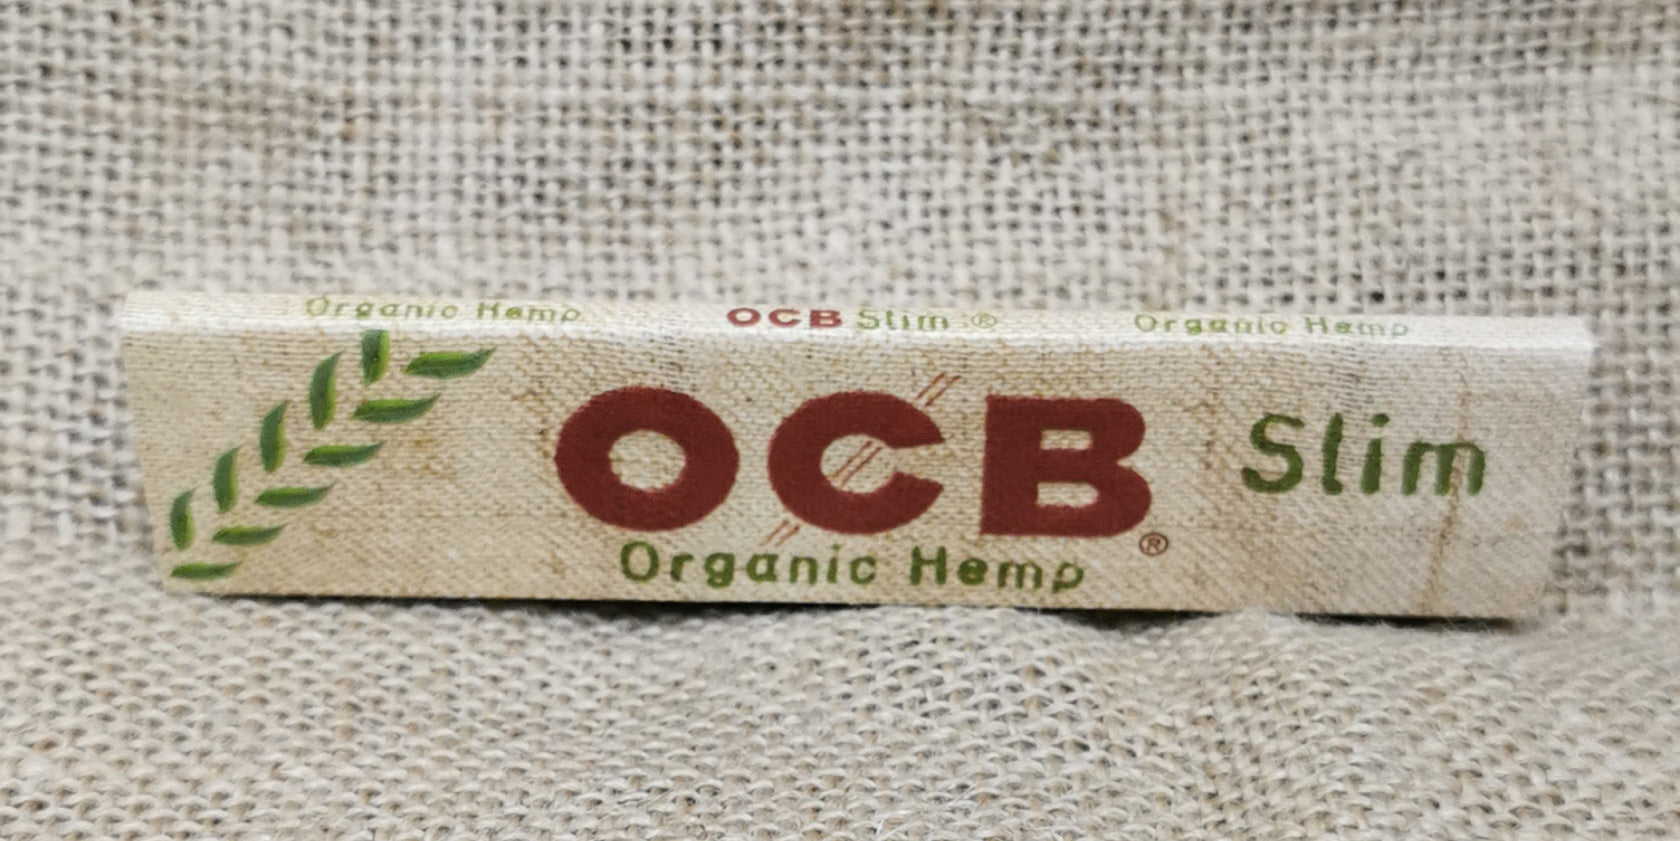 Organic Hemp OCB Slim ® Organic Hemp
OCB® Slim
Organic Hemp